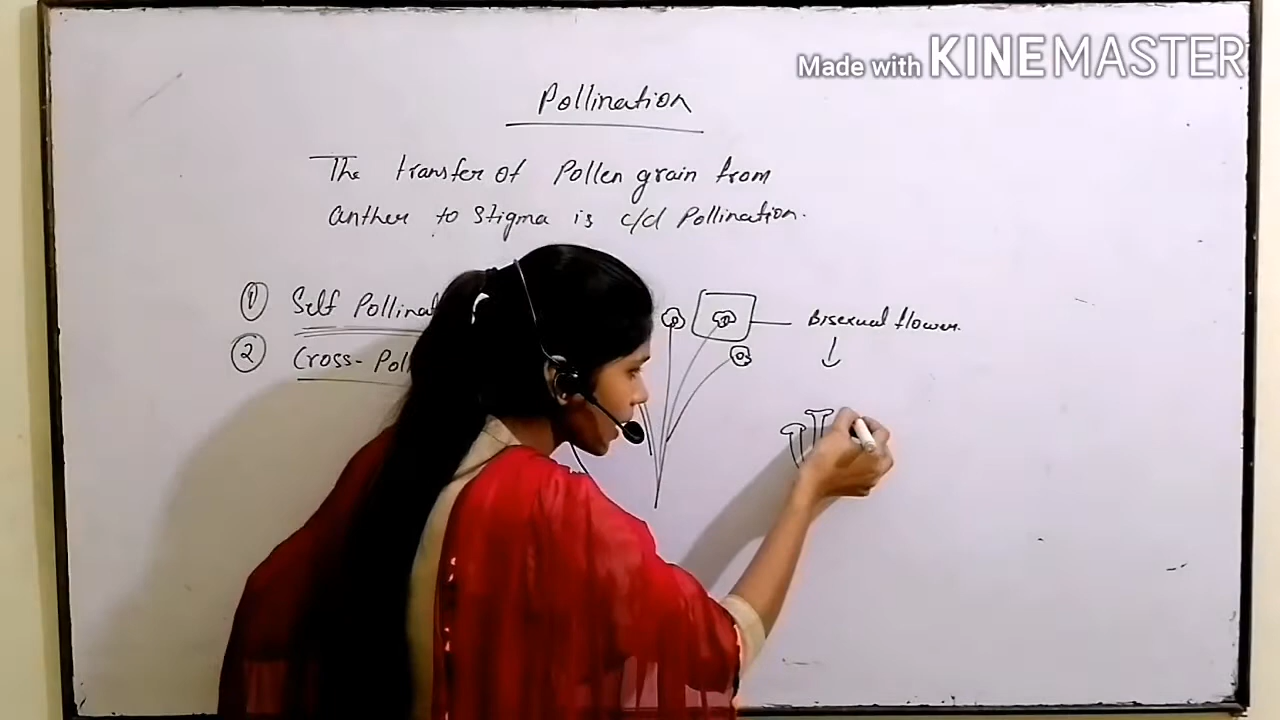 Made with KINEMASTER
Pollination
The transfer of Pollen grain from
anther to Stigma is c/d Pollination.
① Self Pollinat
② Cross- Poll
Bisexual flower.